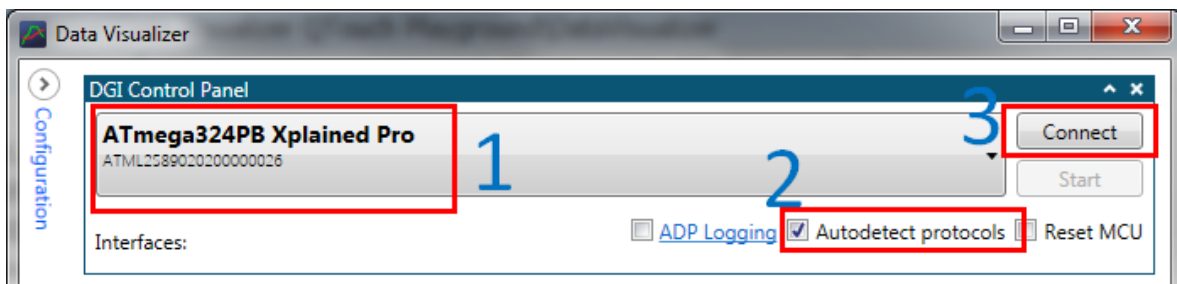 Data Visualizer
DGI Control Panel
ATmega324PB Xplained Pro
ATML2589020200000026
1
2
3
Connect
Start
ADP Logging
Autodetect protocols
Reset MCU
Interfaces:
Configuration